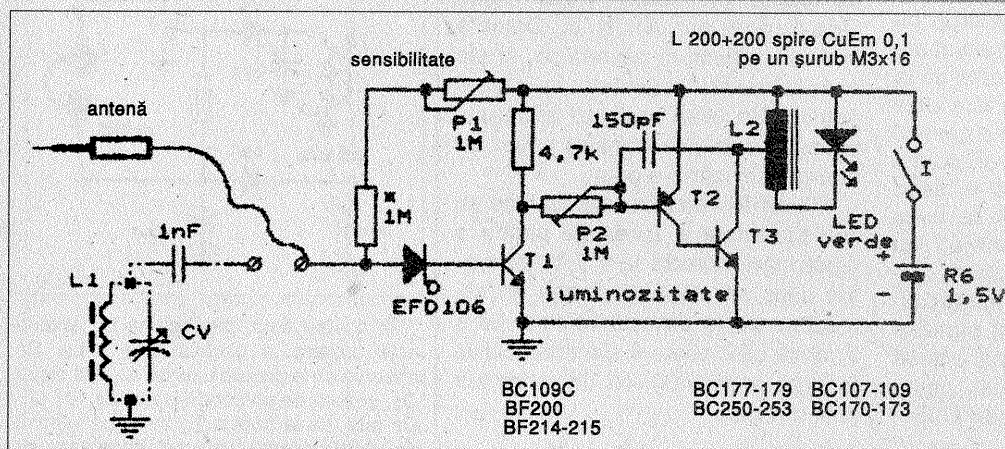 L 200+200 spire CuEm 0,1
pe un șurub M3x16
sensibilitate
antenă
P1
1M
150pF
L2
4,7k
*
1M
T2
I
1nF
P2
1M
T1
T3
LED
verde
+
L1
D
EFD106
luminozitate
-
R6
1,5V
CV
BC109C
BF200
BF214-215
BC177-179
BC250-253
BC107-109
BC170-173